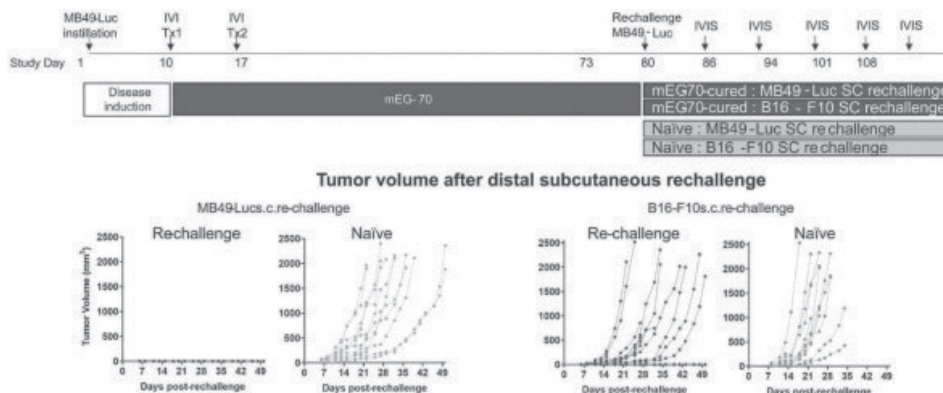 MB49-Luc IVI IVI Rechallenge IVIS IVIS IVIS IVIS IVIS
instillation Tx1 Tx2 MB49-Luc
Study Day 1 10 17 73 80 86 94 101 108
Disease induction
mEG-70
mEG70-cured : MB49-Luc SC rechallenge
mEG70-cured : B16 - F10 SC rechallenge
Naïve : MB49-Luc SC re challenge
Naïve : B16 -F10 SC re challenge
Tumor volume after distal subcutaneous rechallenge
MB49-Lucs.c.re-challenge B16-F10s.c.re-challenge
Re-challenge Naïve Re-challenge Naïve
Tumor Volume (mm³)
2500 2500 2500 2500
2000 2000 2000 2000
1500 1500 1500 1500
1000 1000 1000 1000
500 500 500 500
0 0 0 0
0 7 14 21 28 35 42 49 0 7 14 21 28 35 42 49 0 7 14 21 28 35 42 49 0 7 14 21 28 35 42 49
Days post-rechallenge Days post-rechallenge Days post-rechallenge Days post-rechallenge